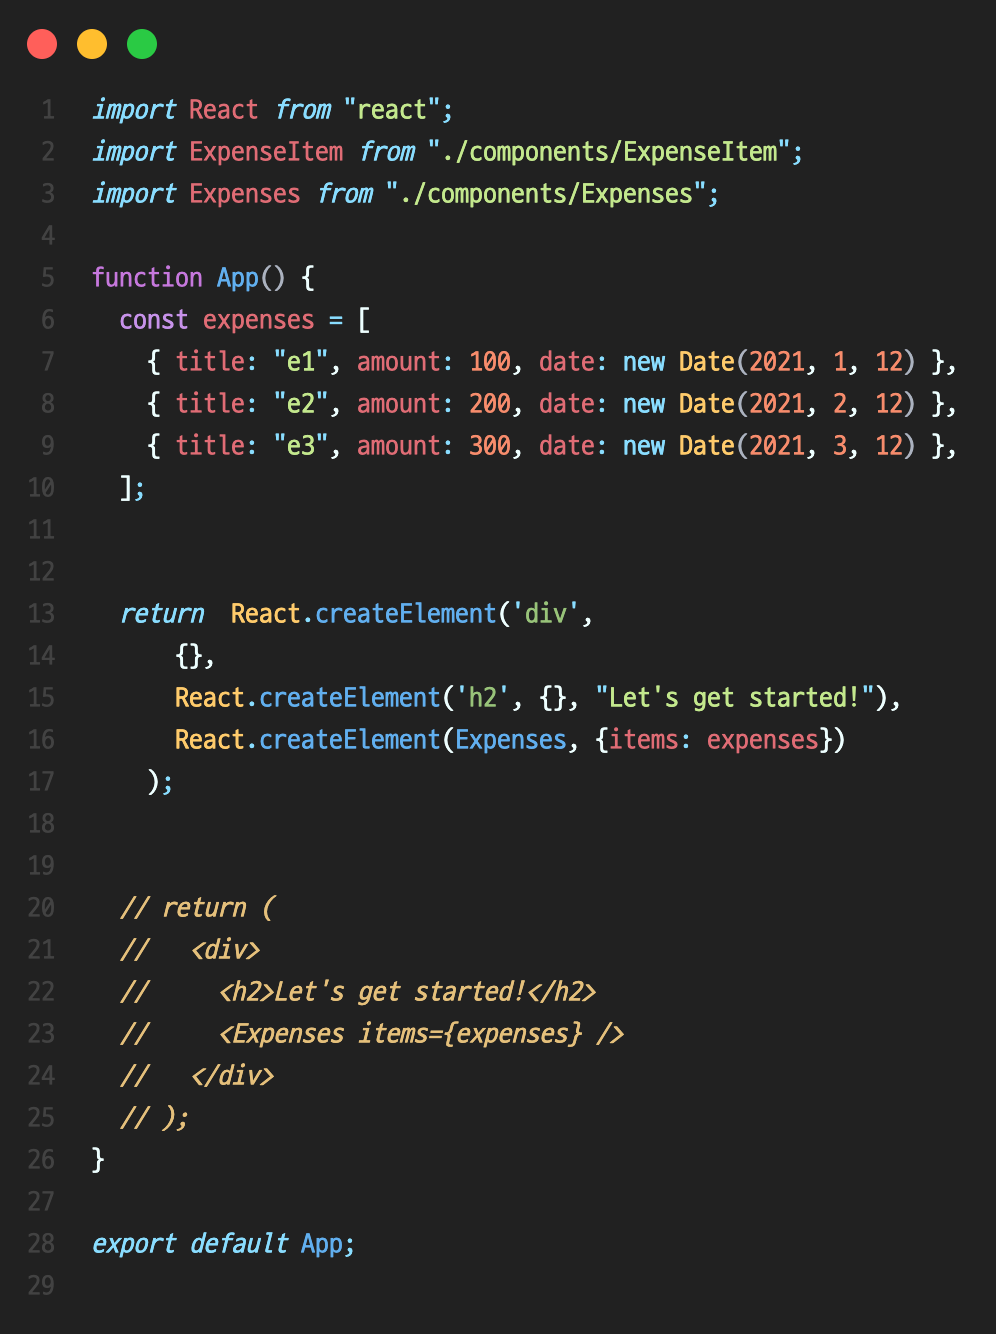 1 import React from "react";
2 import ExpenseItem from "./components/ExpenseItem";
3 import Expenses from "./components/Expenses";
4
5 function App() {
6   const expenses = [
7     { title: "e1", amount: 100, date: new Date(2021, 1, 12) },
8     { title: "e2", amount: 200, date: new Date(2021, 2, 12) },
9     { title: "e3", amount: 300, date: new Date(2021, 3, 12) },
10   ];
11
12
13   return  React.createElement('div',
14       {},
15       React.createElement('h2', {}, "Let's get started!"),
16       React.createElement(Expenses, {items: expenses})
17     );
18
19
20   // return (
21   //   <div>
22   //     <h2>Let's get started!</h2>
23   //     <Expenses items={expenses} />
24   //   </div>
25   // );
26 }
27
28 export default App;
29